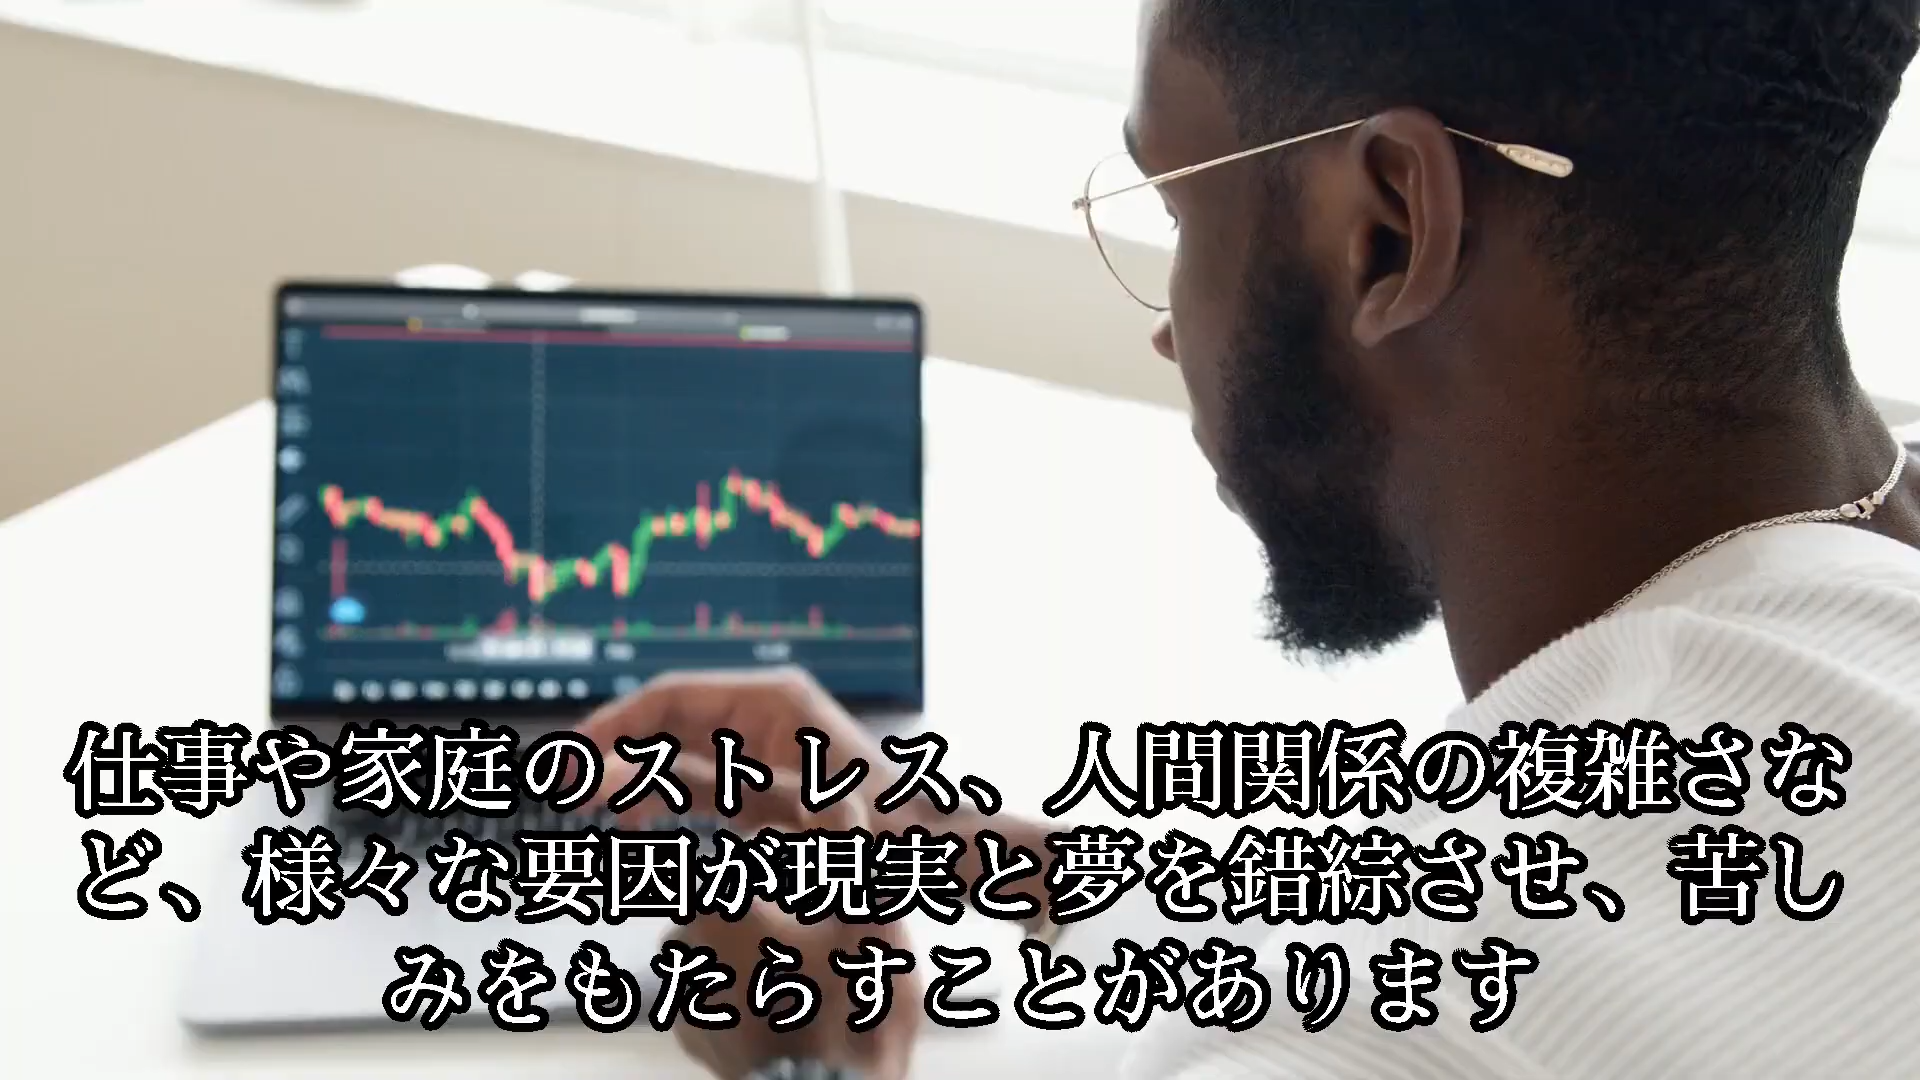 仕事や家庭のストレス、人間関係の複雑さな
ど、様々な要因が現実と夢を錯綜させ、苦し
みをもたらすことがあります